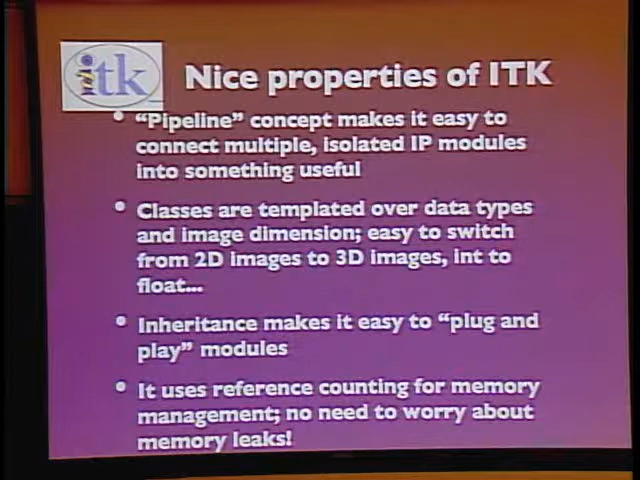 itk
Nice properties of ITK
• “Pipeline” concept makes it easy to
connect multiple, isolated IP modules
into something useful
• Classes are templated over data types
and image dimension; easy to switch
from 2D images to 3D images, int to
float...
• Inheritance makes it easy to “plug and
play” modules
• It uses reference counting for memory
management; no need to worry about
memory leaks!